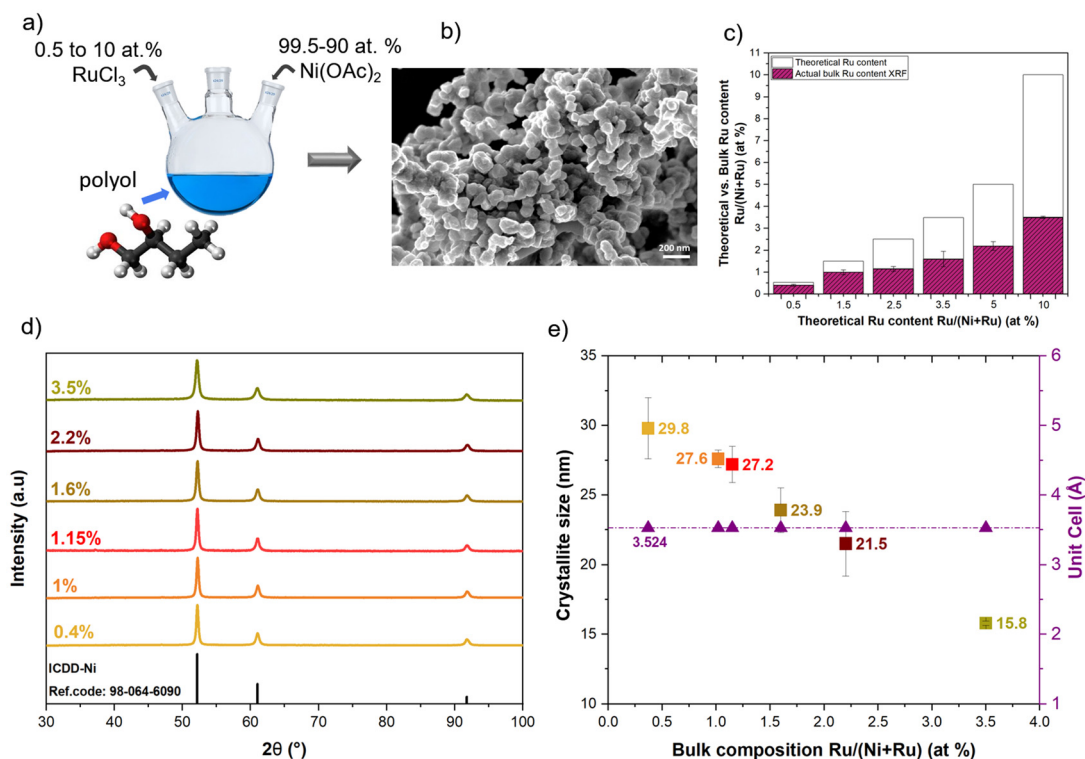 a)
0.5 to 10 at.%
RuCl3
99.5-90 at. %
Ni(OAc)2
polyol
b)
200 nm
c)
Theoretical Ru content
Actual bulk Ru content XRF
Theoretical vs. Bulk Ru content
Ru/(Ni+Ru) (at %)
11
10
9
8
7
6
5
4
3
2
1
0
0.5
1.5
2.5
3.5
5
10
Theoretical Ru content Ru/(Ni+Ru) (at %)
d)
Intensity (a.u)
3.5%
2.2%
1.6%
1.15%
1%
0.4%
ICDD-Ni
Ref.code: 98-064-6090
30
40
50
60
70
80
90
100
2θ (°)
e)
Crystallite size (nm)
35
30
25
20
15
10
29.8
27.6
27.2
23.9
21.5
15.8
3.524
6
5
4
3
2
1
Unit Cell (Å)
0.0
0.5
1.0
1.5
2.0
2.5
3.0
3.5
4.0
Bulk composition Ru/(Ni+Ru) (at %)